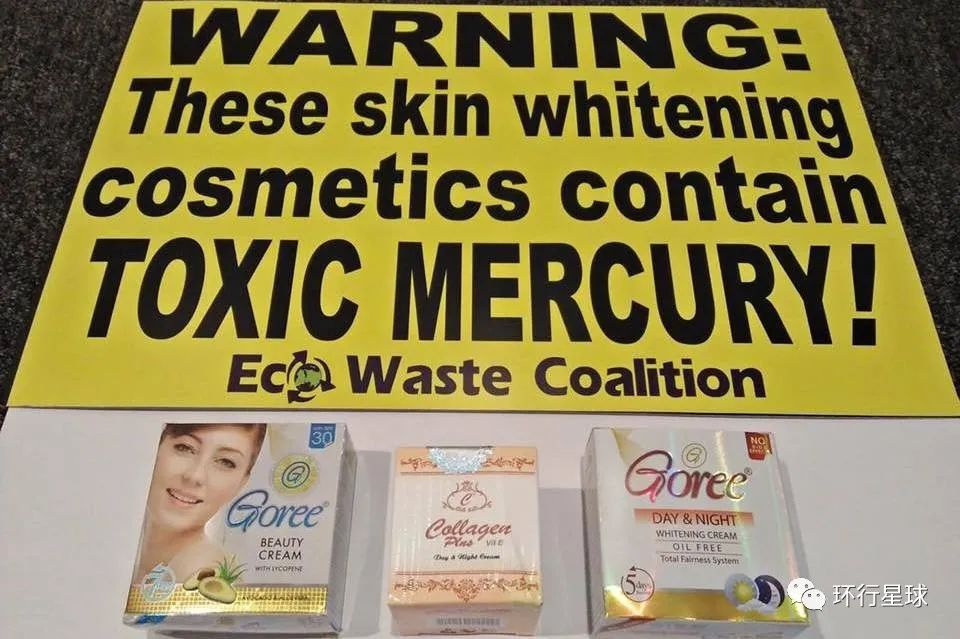 WARNING:
These skin whitening
cosmetics contain
TOXIC MERCURY!
Eco Waste Coalition
30
Goree
BEAUTY
CREAM
WITH LYCOPENE
C
Collagen
Plus Vit E
Day & Night Cream
NO
Goree
DAY & NIGHT
WHITENING CREAM
OIL FREE
Total Fairness System
5 days
环行星球